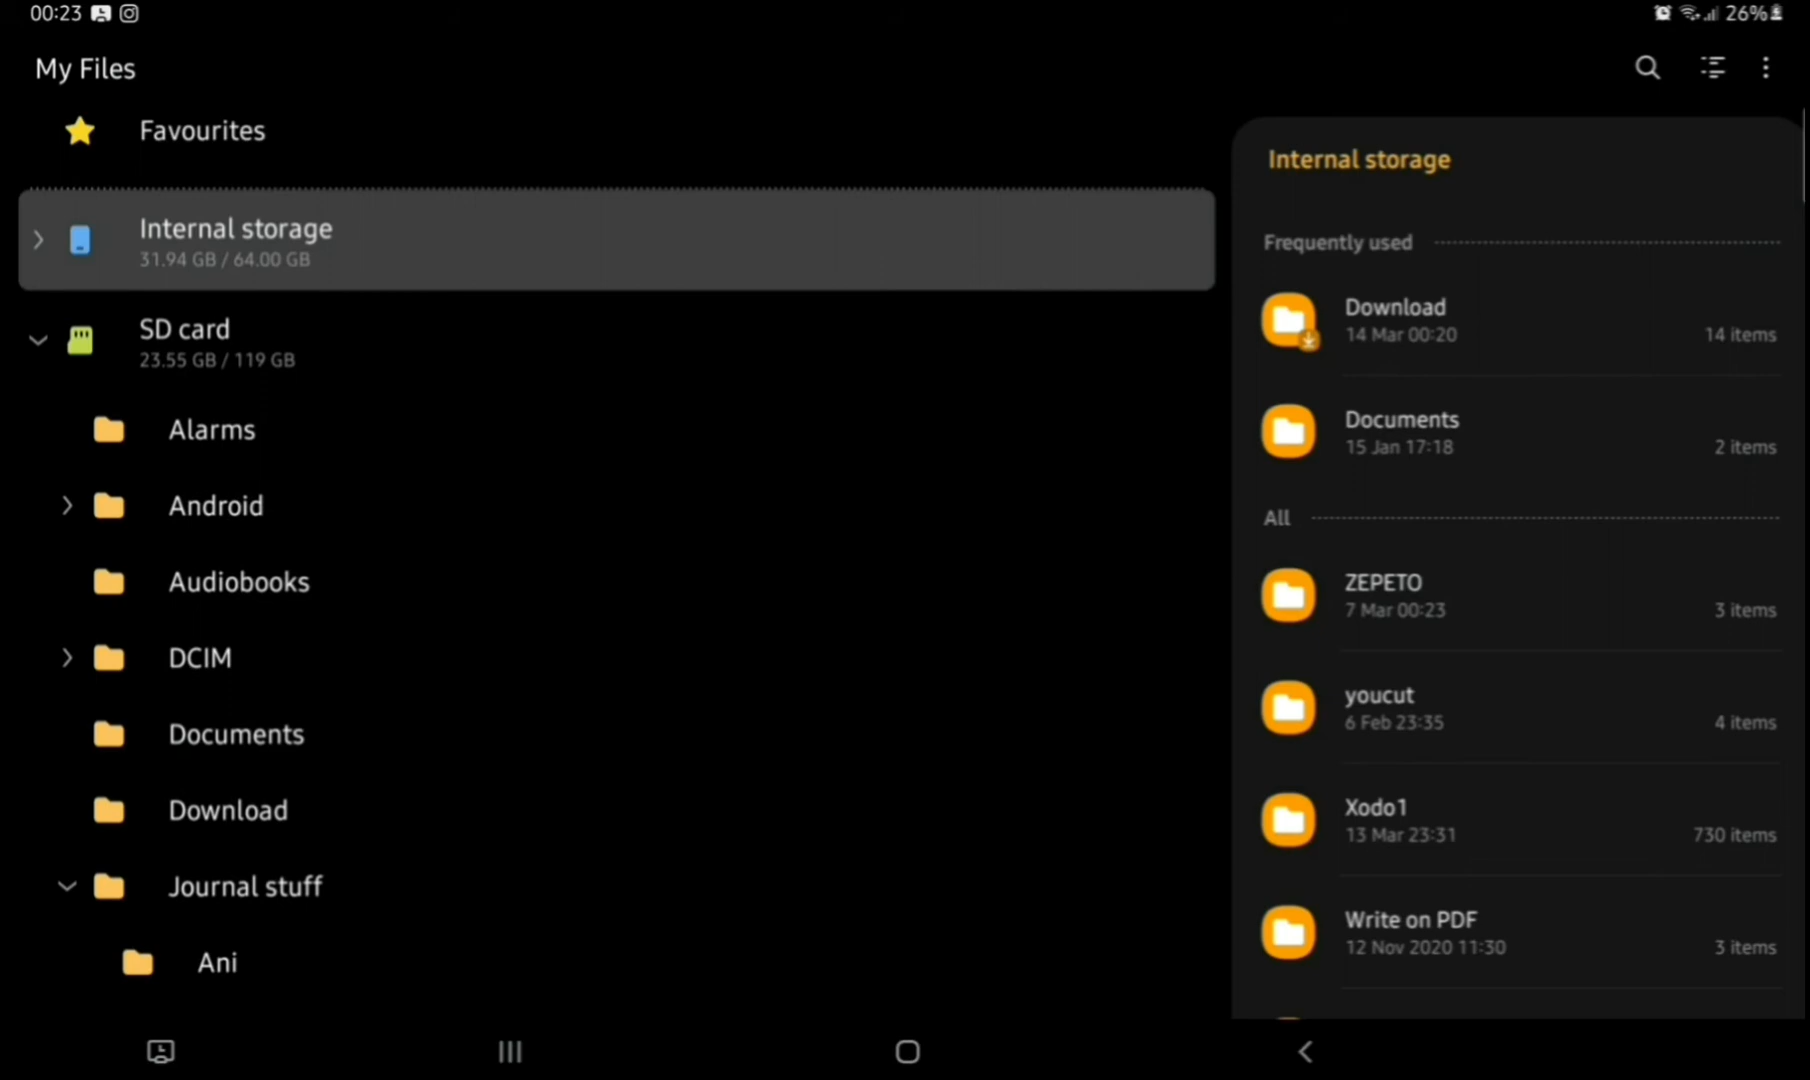 00:23
26%
My Files
Favourites
Internal storage
31.94 GB / 64.00 GB
SD card
23.55 GB / 119 GB
Alarms
Android
Audiobooks
DCIM
Documents
Download
Journal stuff
Ani
Internal storage
Frequently used
Download
14 Mar 00:20
14 items
Documents
15 Jan 17:18
2 items
All
ZEPETO
7 Mar 00:23
3 items
youcut
6 Feb 23:35
4 items
Xodo1
13 Mar 23:31
730 items
Write on PDF
12 Nov 2020 11:30
3 items